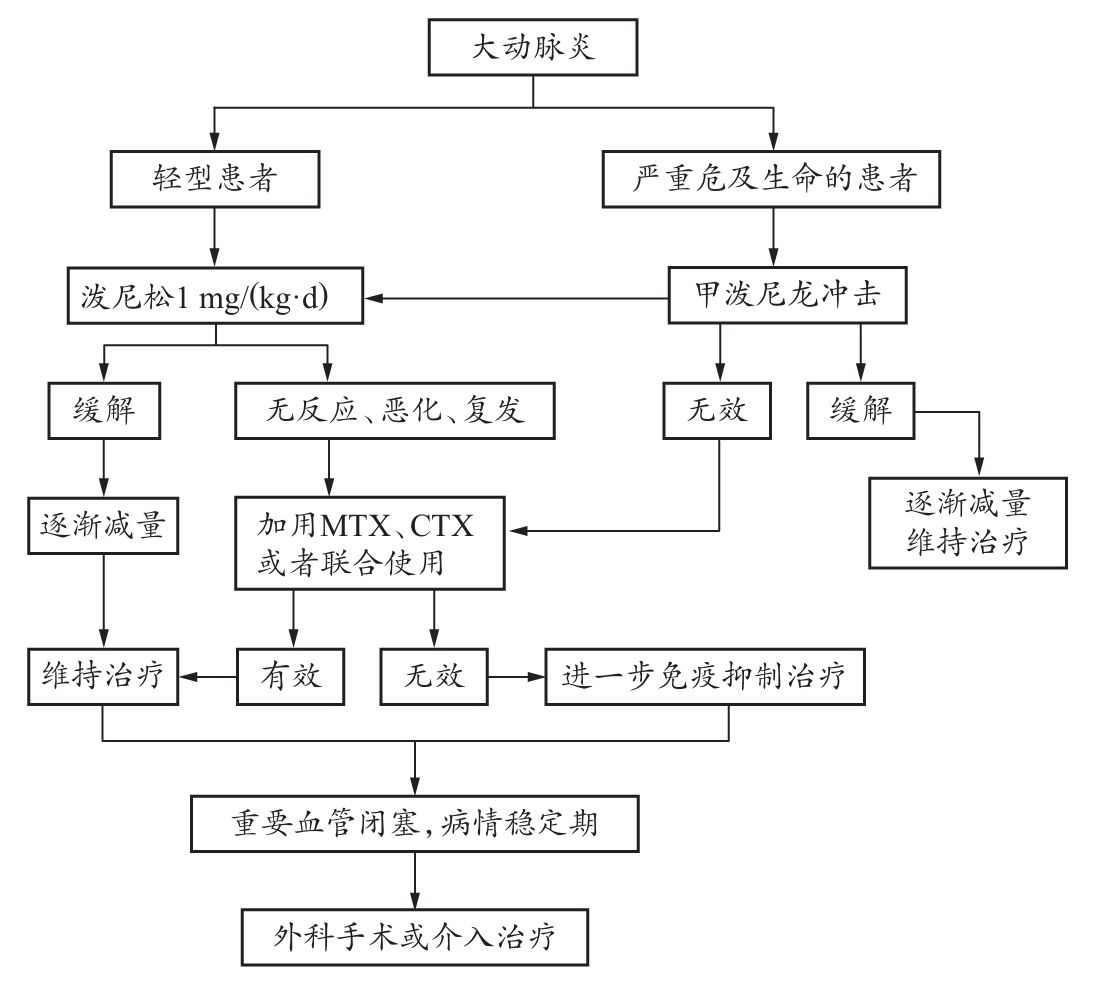 大动脉炎
轻型患者
严重危及生命的患者
泼尼松1 mg/(kg·d)
甲泼尼龙冲击
缓解
无反应、恶化、复发
无效
缓解
逐渐减量
加用MTX、CTX
或者联合使用
逐渐减量
维持治疗
维持治疗
有效
无效
进一步免疫抑制治疗
重要血管闭塞,病情稳定期
外科手术或介入治疗